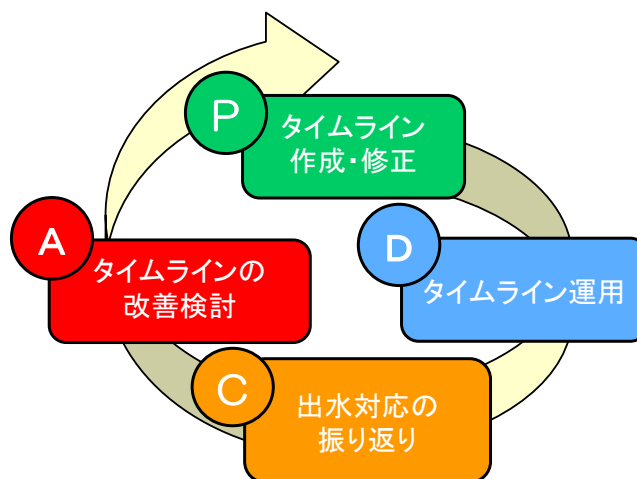 P
タイムライン
作成・修正
D
タイムライン運用
C
出水対応の
振り返り
A
タイムラインの
改善検討